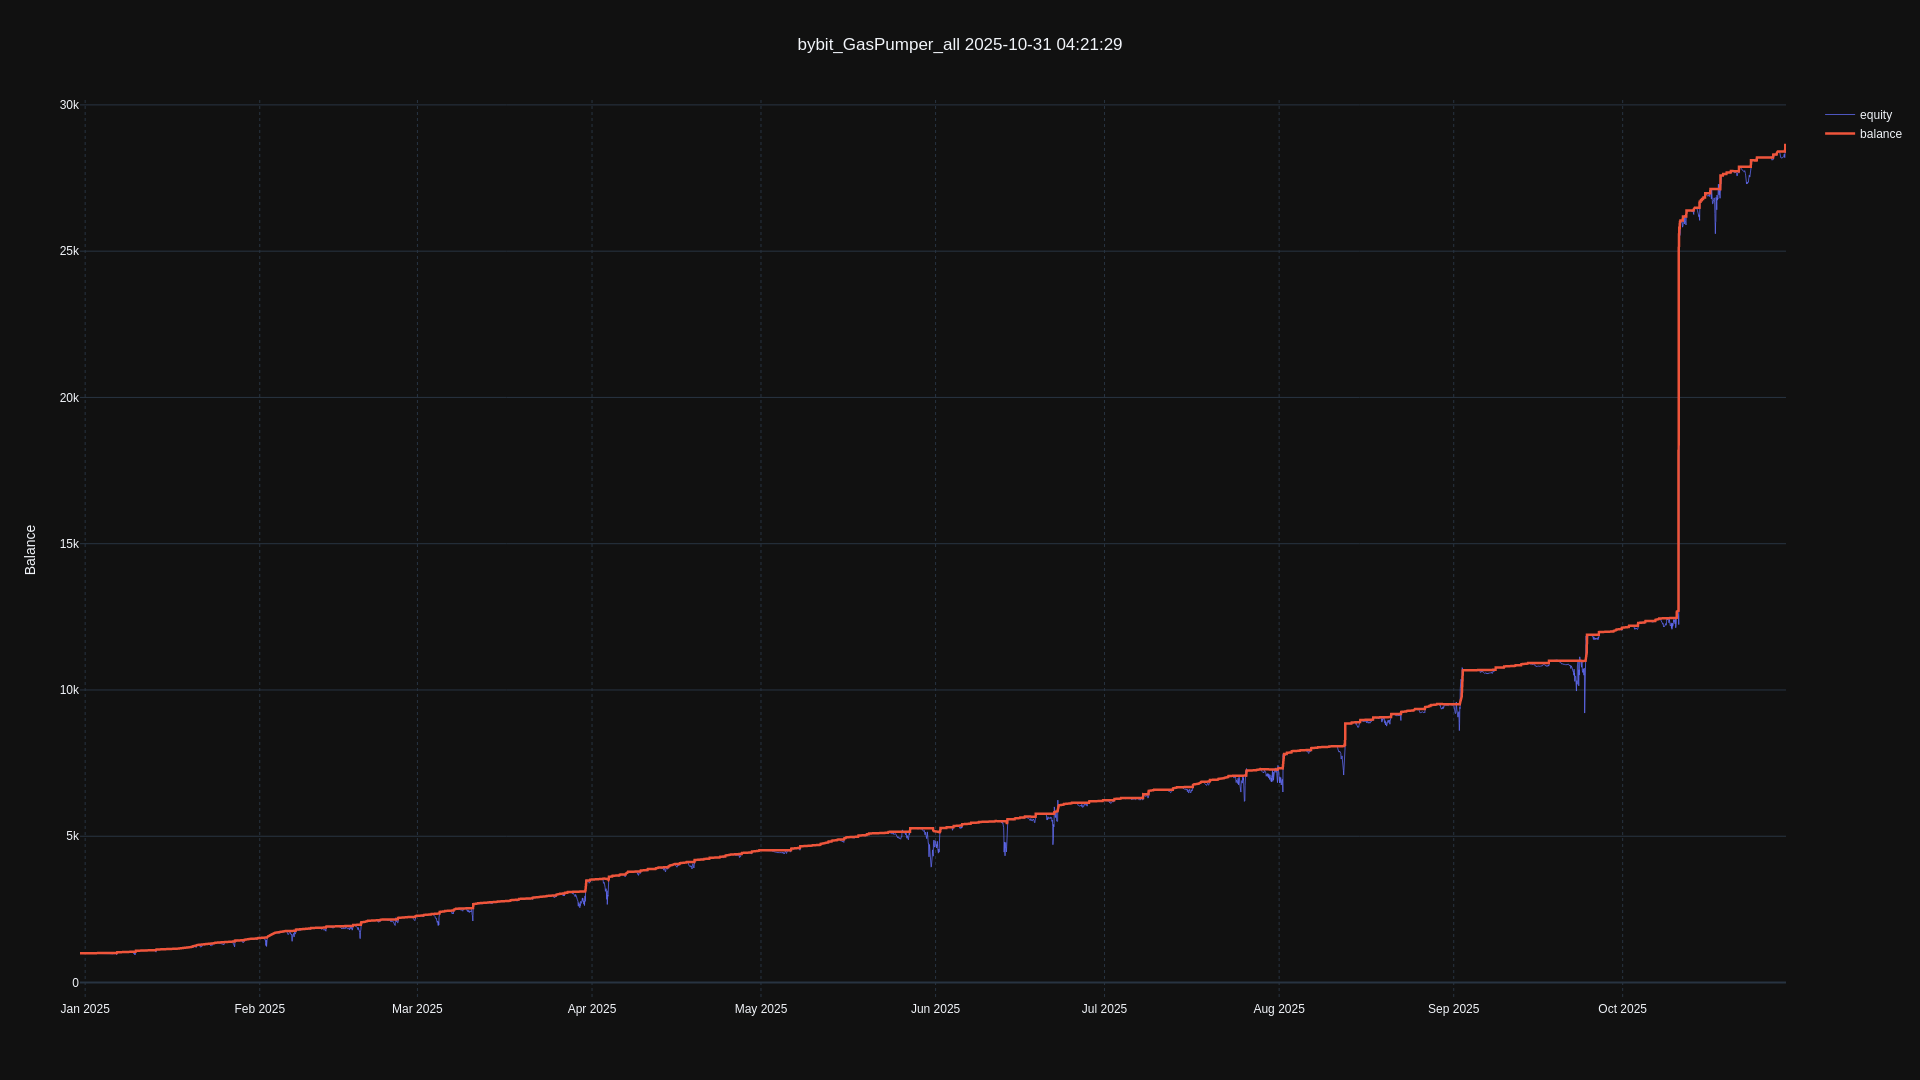 bybit_GasPumper_all 2025-10-31 04:21:29
equity
balance
Balance
30k
25k
20k
15k
10k
5k
0
Jan 2025
Feb 2025
Mar 2025
Apr 2025
May 2025
Jun 2025
Jul 2025
Aug 2025
Sep 2025
Oct 2025